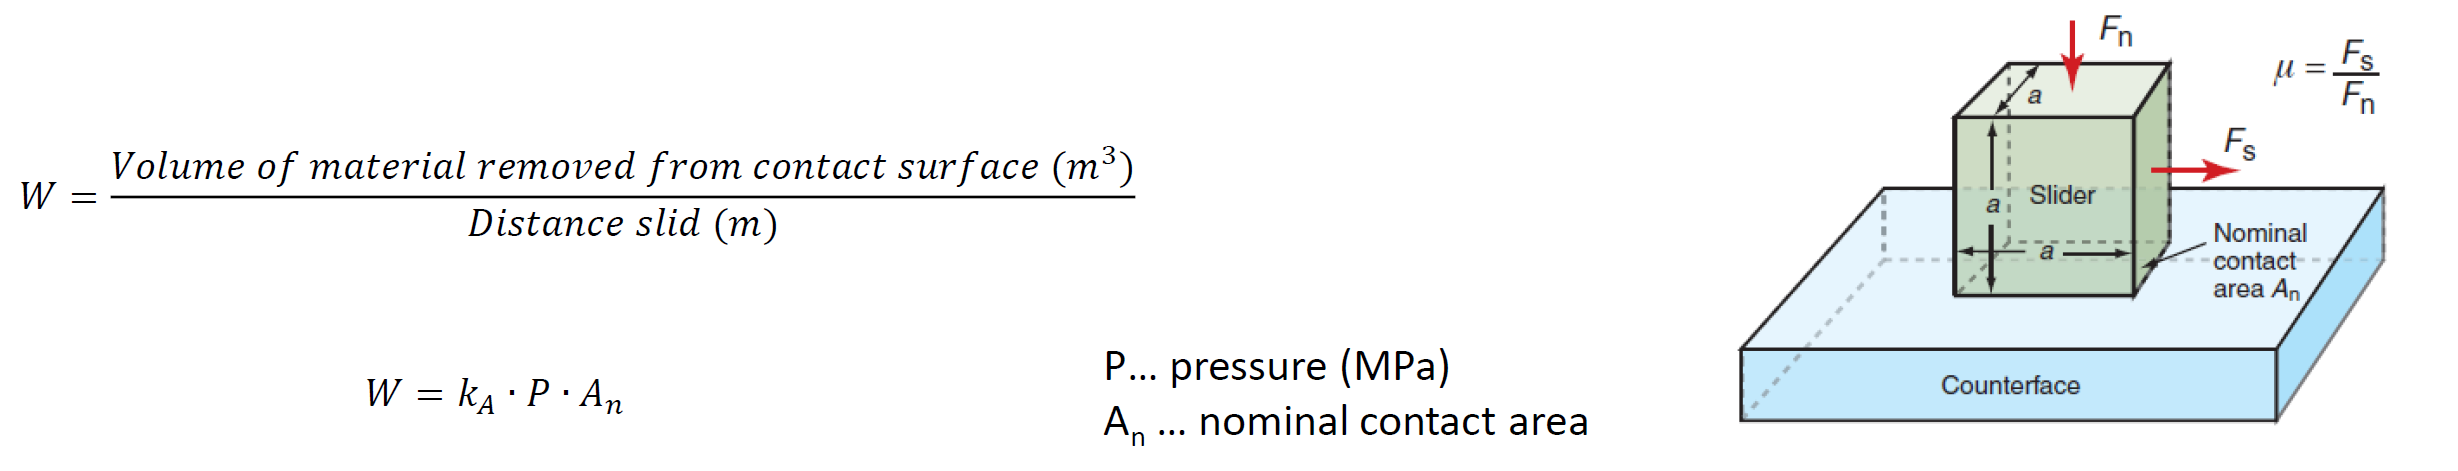 W = Volume of material removed from contact surface (m³) / Distance slid (m)
W = k_A · P · A_n
P... pressure (MPa)
A_n ... nominal contact area
F_n
μ = F_s / F_n
a
F_s
Slider
a
a
Nominal
contact
area A_n
Counterface